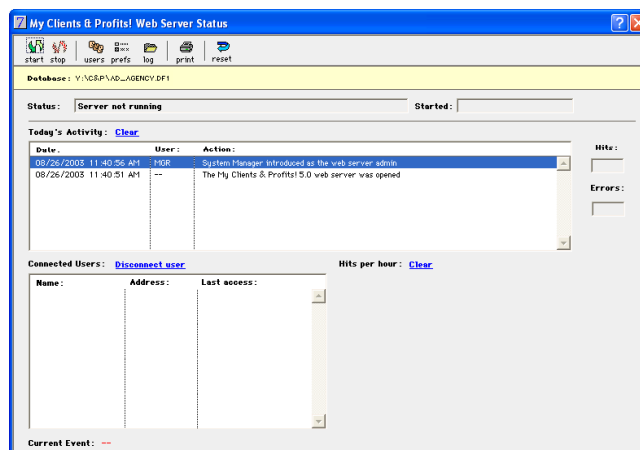 My Clients & Profits! Web Server Status
start stop users prefs log print reset
Database: Y:\C&P\AD_AGENCY.DF1
Status: Server not running Started:
Today's Activity: Clear
Date. User: Action: Hits:
08/26/2003 11:40:56 AM MGR System Manager introduced as the web server admin
08/26/2003 11:40:51 AM -- The My Clients & Profits! 5.0 web server was opened
Errors:
Connected Users: Disconnect user Hits per hour: Clear
Name: Address: Last access:
Current Event: --